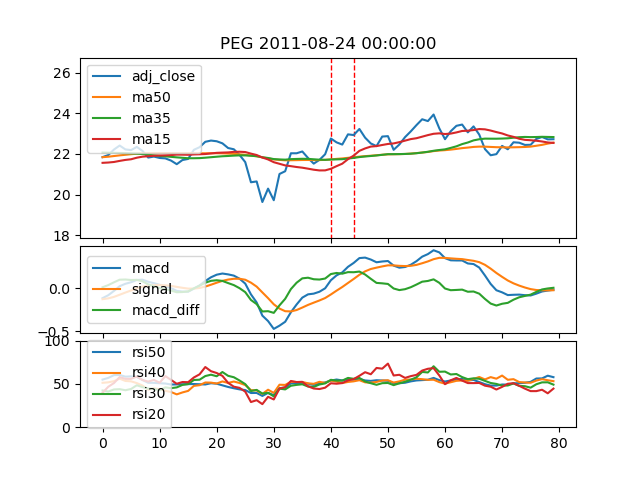 PEG 2011-08-24 00:00:00
26
24
22
20
18
adj_close
ma50
ma35
ma15
0.0
−0.5
macd
signal
macd_diff
100
50
0
rsi50
rsi40
rsi30
rsi20
0 10 20 30 40 50 60 70 80